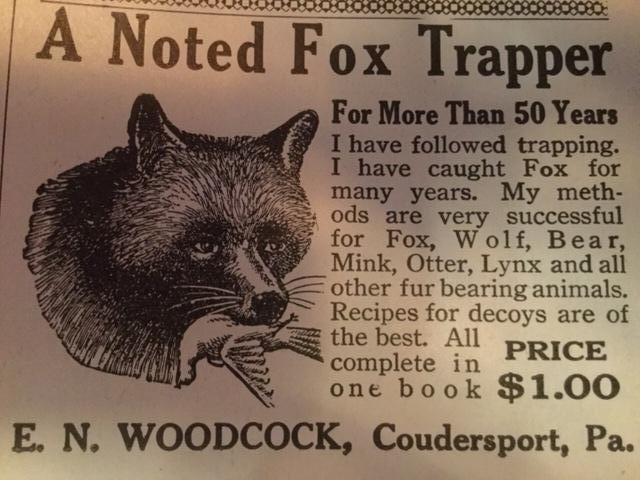 A Noted Fox Trapper
For More Than 50 Years
I have followed trapping.
I have caught Fox for
many years. My meth-
ods are very successful
for Fox, Wolf, Bear,
Mink, Otter, Lynx and all
other fur bearing animals.
Recipes for decoys are of
the best. All
complete in
one book
PRICE
$1.00
E. N. WOODCOCK, Coudersport, Pa.